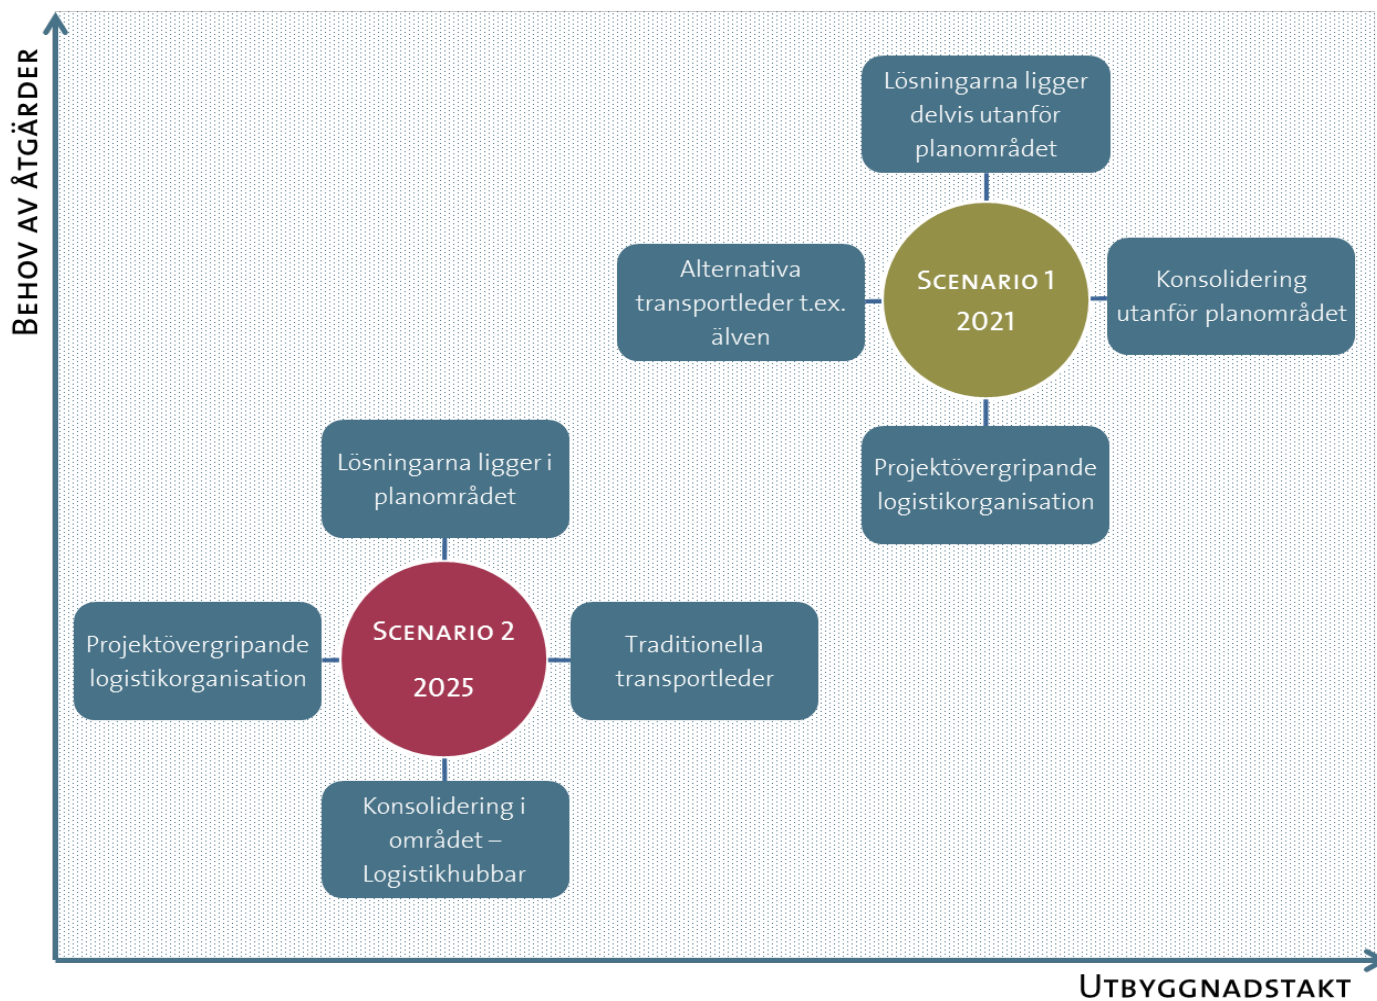 BEHOV AV ÅTGÄRDER
Lösningarna ligger
delvis utanför
planområdet
Alternativa
transportleder t.ex.
älven
SCENARIO 1
2021
Konsolidering
utanför planområdet
Projektövergripande
logistikorganisation
Lösningarna ligger i
planområdet
Projektövergripande
logistikorganisation
SCENARIO 2
2025
Traditionella
transportleder
Konsolidering i
området –
Logistikhubbar
UTBYGGNADSTAKT